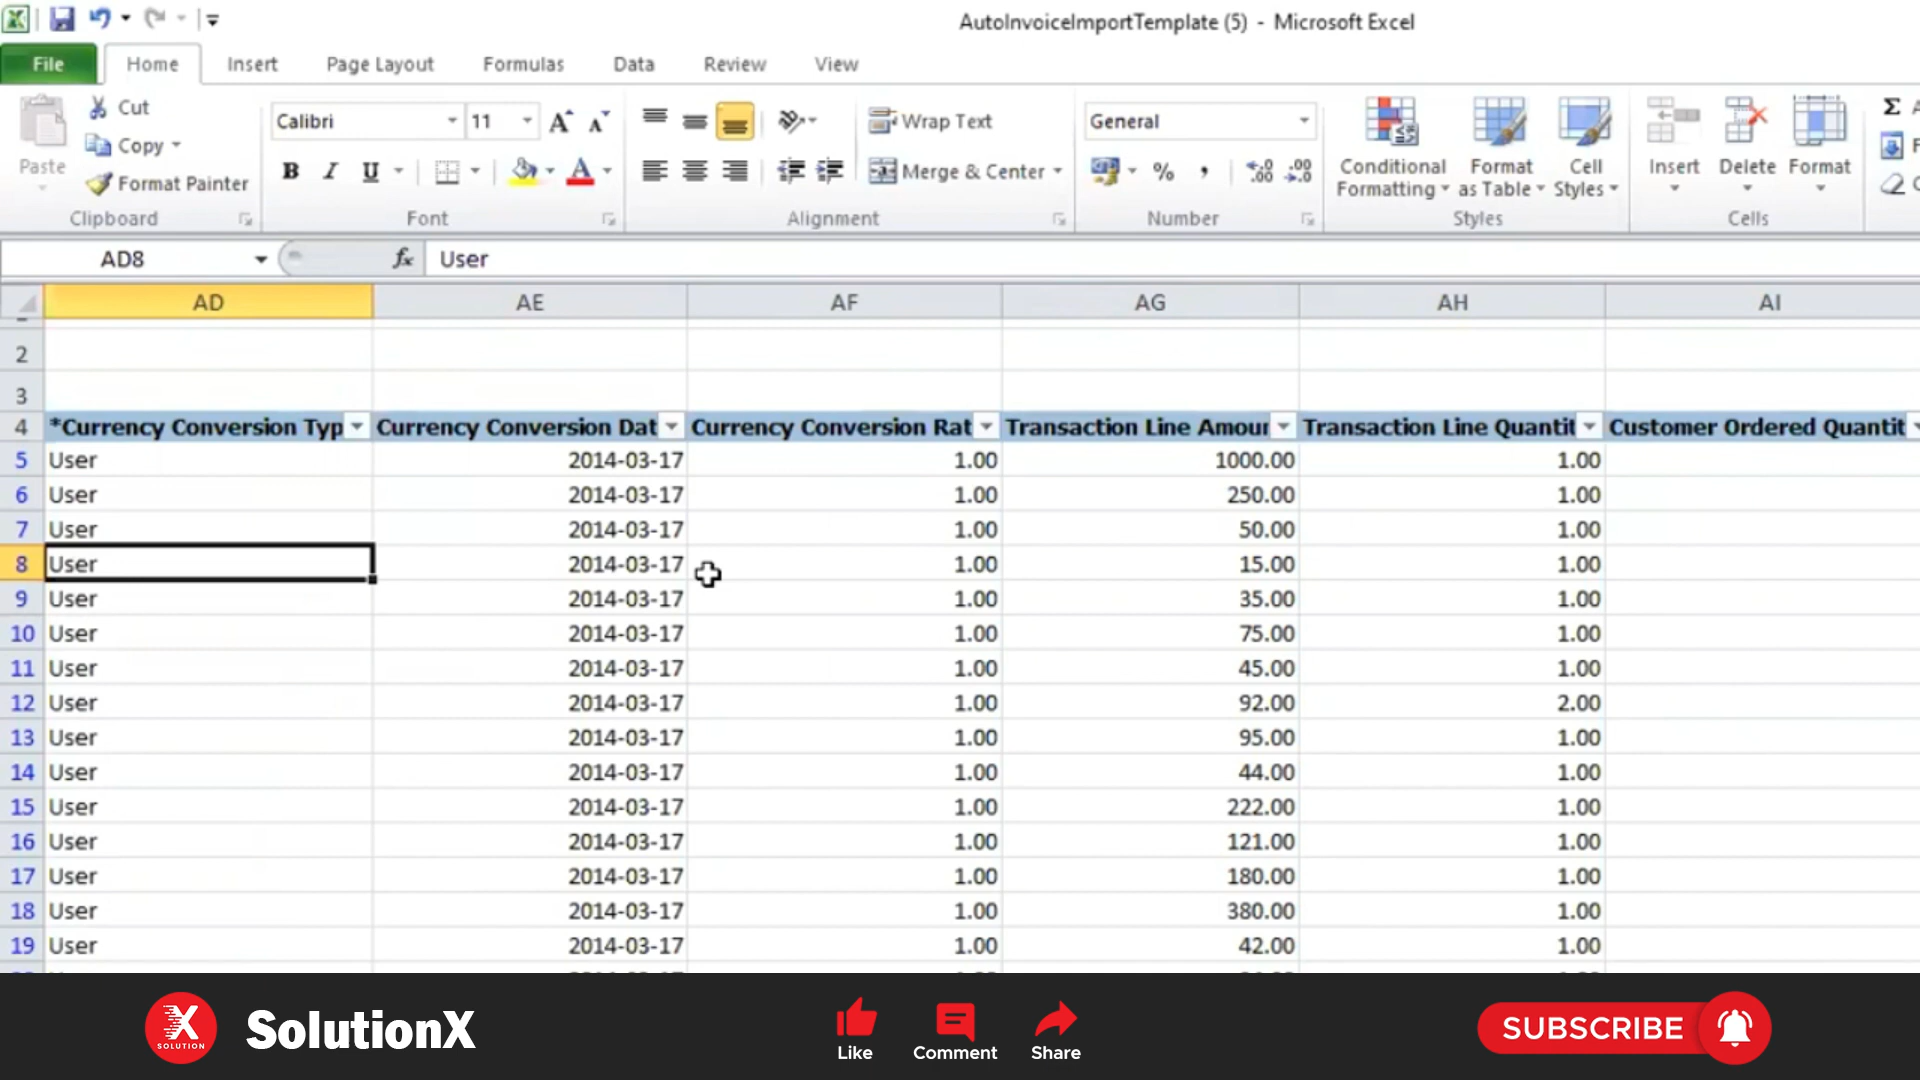 AutoInvoiceImportTemplate (5) - Microsoft Excel
File Home Insert Page Layout Formulas Data Review View
Paste Cut Copy Format Painter
Calibri 11
B I U
Wrap Text
Merge & Center
General
% ,
Conditional Formatting
Format as Table
Cell Styles
Insert Delete Format
Σ
Clipboard Font Alignment Number Styles Cells
AD8 fx User
AD AE AF AG AH AI
2
3
4 *Currency Conversion Typ Currency Conversion Dat Currency Conversion Rat Transaction Line Amour Transaction Line Quantit Customer Ordered Quantit
5 User 2014-03-17 1.00 1000.00 1.00
6 User 2014-03-17 1.00 250.00 1.00
7 User 2014-03-17 1.00 50.00 1.00
8 User 2014-03-17 1.00 15.00 1.00
9 User 2014-03-17 1.00 35.00 1.00
10 User 2014-03-17 1.00 75.00 1.00
11 User 2014-03-17 1.00 45.00 1.00
12 User 2014-03-17 1.00 92.00 2.00
13 User 2014-03-17 1.00 95.00 1.00
14 User 2014-03-17 1.00 44.00 1.00
15 User 2014-03-17 1.00 222.00 1.00
16 User 2014-03-17 1.00 121.00 1.00
17 User 2014-03-17 1.00 180.00 1.00
18 User 2014-03-17 1.00 380.00 1.00
19 User 2014-03-17 1.00 42.00 1.00
X SOLUTION
SolutionX
Like Comment Share
SUBSCRIBE